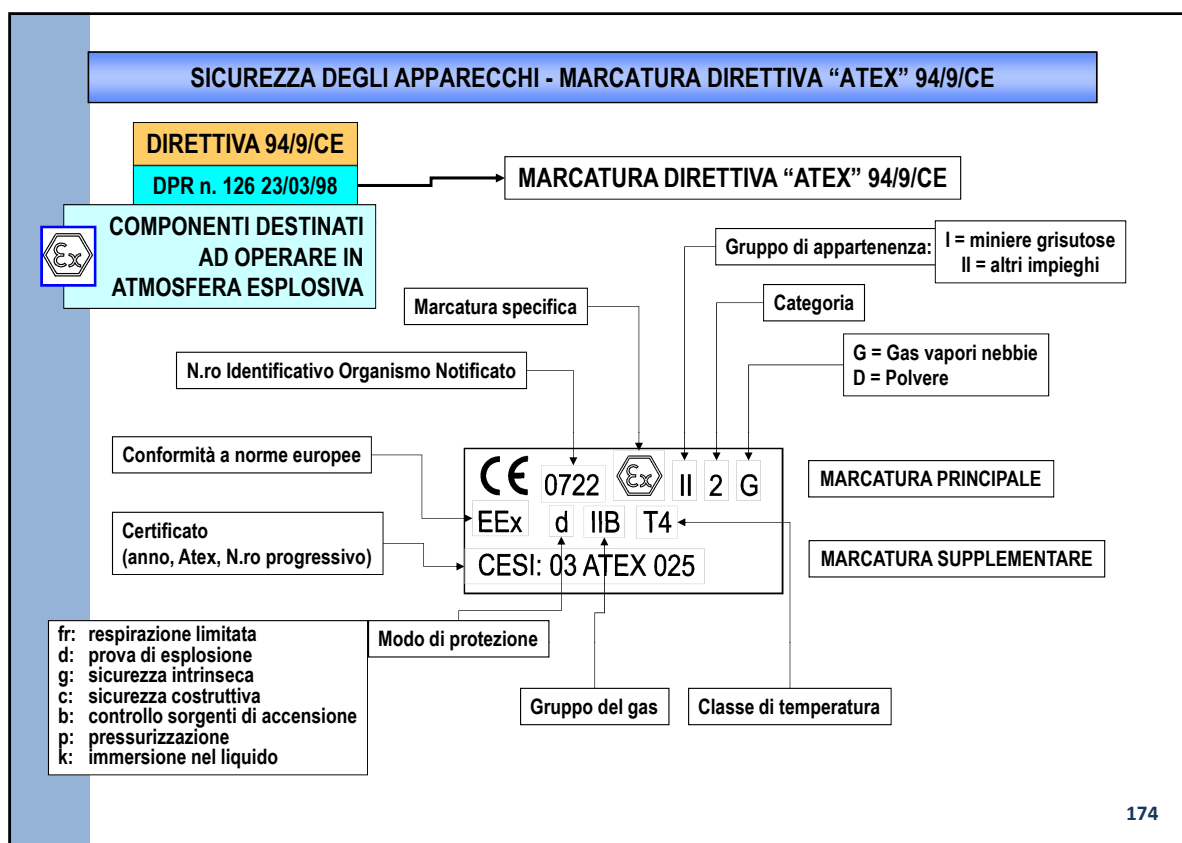 SICUREZZA DEGLI APPARECCHI - MARCATURA DIRETTIVA “ATEX” 94/9/CE
DIRETTIVA 94/9/CE
DPR n. 126 23/03/98
MARCATURA DIRETTIVA “ATEX” 94/9/CE
COMPONENTI DESTINATI
AD OPERARE IN
ATMOSFERA ESPLOSIVA
Ex
Gruppo di appartenenza:
I = miniere grisutose
II = altri impieghi
Marcatura specifica
Categoria
N.ro Identificativo Organismo Notificato
G = Gas vapori nebbie
D = Polvere
Conformità a norme europee
CE 0722 Ex II 2 G
MARCATURA PRINCIPALE
EEx d IIB T4
Certificato
(anno, Atex, N.ro progressivo)
CESI: 03 ATEX 025
MARCATURA SUPPLEMENTARE
fr: respirazione limitata
d: prova di esplosione
g: sicurezza intrinseca
c: sicurezza costruttiva
b: controllo sorgenti di accensione
p: pressurizzazione
k: immersione nel liquido
Modo di protezione
Gruppo del gas
Classe di temperatura
174